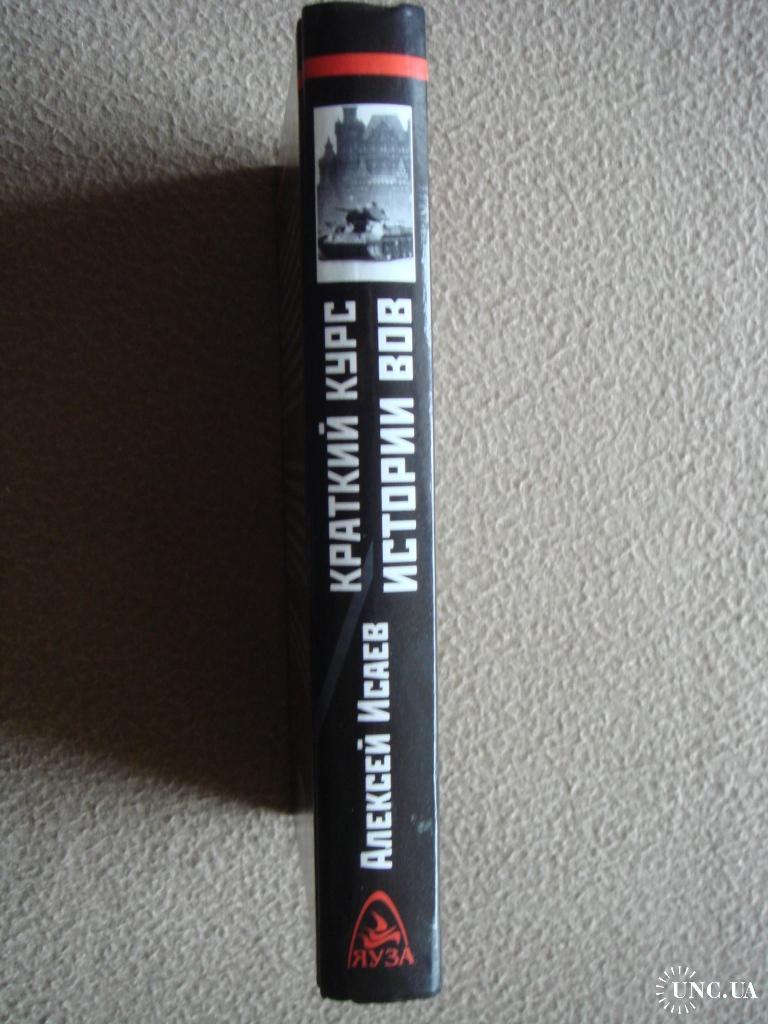 Алексей Исаев
КРАТКИЙ КУРС
ИСТОРИИ ВОВ
ЯУЗА
UNC.UA